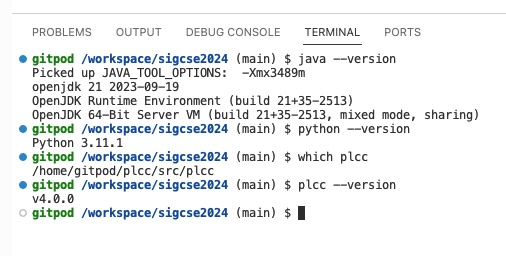 PROBLEMS OUTPUT DEBUG CONSOLE TERMINAL PORTS
gitpod /workspace/sigcse2024 (main) $ java --version
Picked up JAVA_TOOL_OPTIONS:  -Xmx3489m
openjdk 21 2023-09-19
OpenJDK Runtime Environment (build 21+35-2513)
OpenJDK 64-Bit Server VM (build 21+35-2513, mixed mode, sharing)
gitpod /workspace/sigcse2024 (main) $ python --version
Python 3.11.1
gitpod /workspace/sigcse2024 (main) $ which plcc
/home/gitpod/plcc/src/plcc
gitpod /workspace/sigcse2024 (main) $ plcc --version
v4.0.0
gitpod /workspace/sigcse2024 (main) $